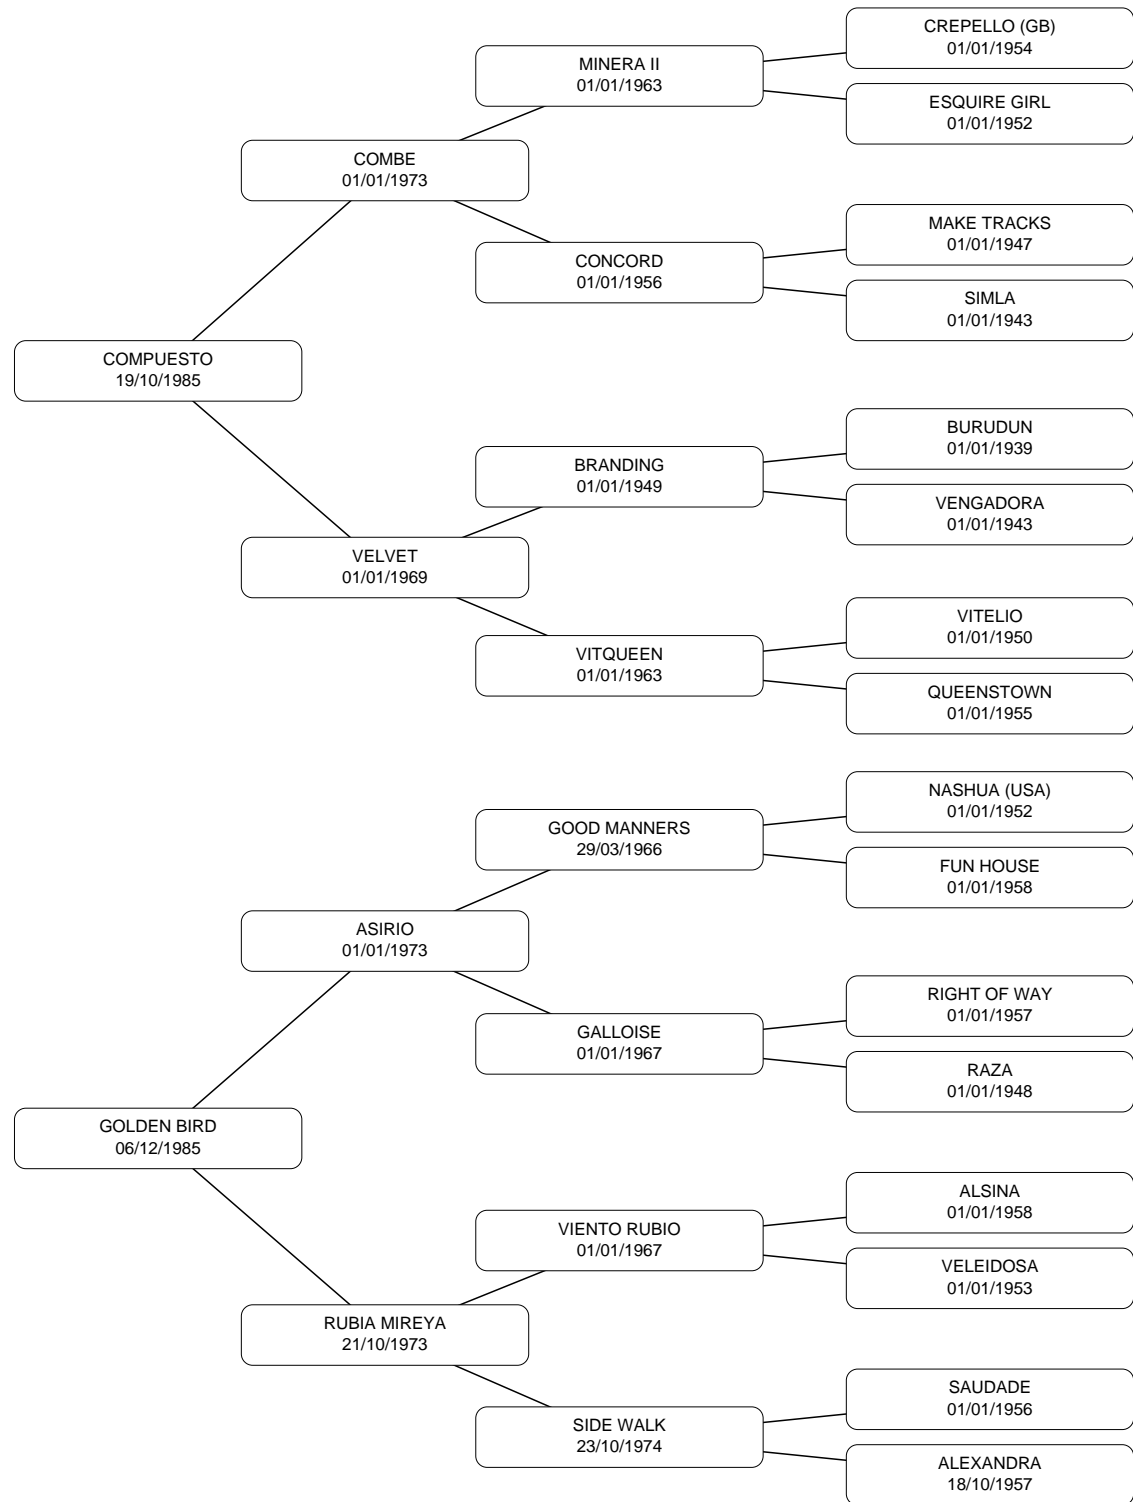 CREPELLO (GB)
01/01/1954
MINERA II
01/01/1963
ESQUIRE GIRL
01/01/1952
COMBE
01/01/1973
MAKE TRACKS
01/01/1947
CONCORD
01/01/1956
SIMLA
01/01/1943
COMPUESTO
19/10/1985
BURUDUN
01/01/1939
BRANDING
01/01/1949
VENGADORA
01/01/1943
VELVET
01/01/1969
VITELIO
01/01/1950
VITQUEEN
01/01/1963
QUEENSTOWN
01/01/1955
NASHUA (USA)
01/01/1952
GOOD MANNERS
29/03/1966
FUN HOUSE
01/01/1958
ASIRIO
01/01/1973
RIGHT OF WAY
01/01/1957
GALLOISE
01/01/1967
RAZA
01/01/1948
GOLDEN BIRD
06/12/1985
ALSINA
01/01/1958
VIENTO RUBIO
01/01/1967
VELEIDOSA
01/01/1953
RUBIA MIREYA
21/10/1973
SAUDADE
01/01/1956
SIDE WALK
23/10/1974
ALEXANDRA
18/10/1957